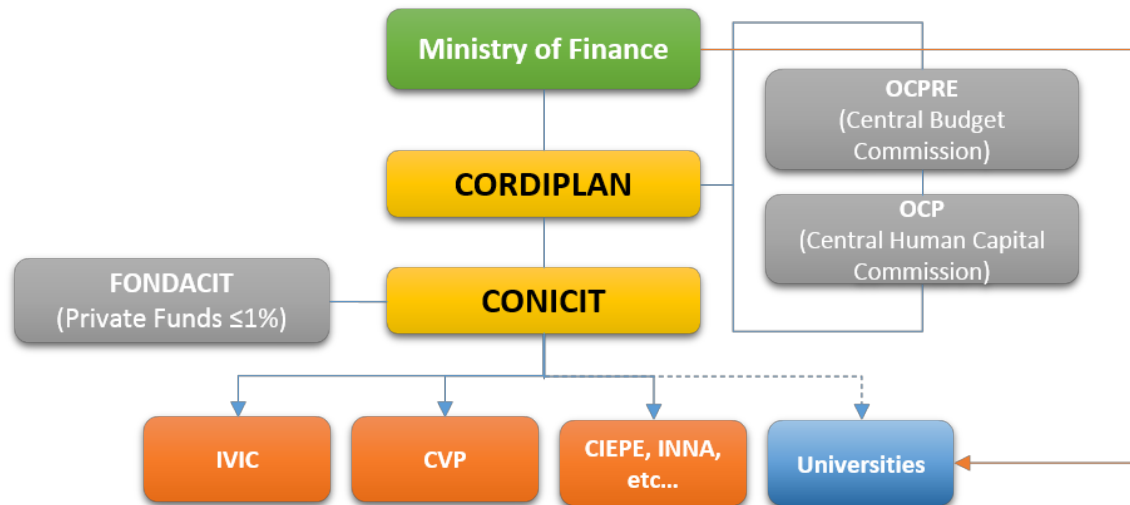 Ministry of Finance
OCPRE
(Central Budget
Commission)
CORDIPLAN
OCP
(Central Human Capital
Commission)
FONDACIT
(Private Funds ≤1%)
CONICIT
IVIC
CVP
CIEPE, INNA,
etc...
Universities